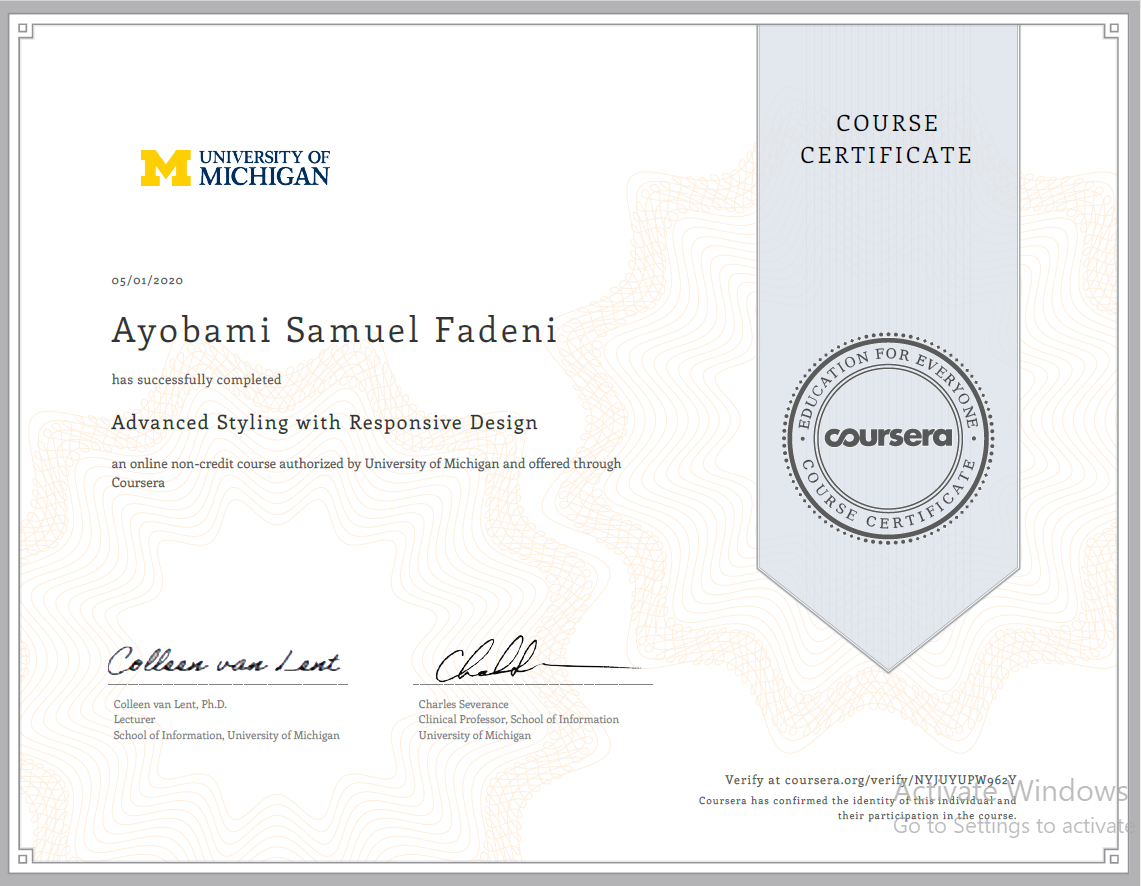 COURSE
CERTIFICATE
UNIVERSITY OF
MICHIGAN
05/01/2020
Ayobami Samuel Fadeni
has successfully completed
Advanced Styling with Responsive Design
an online non-credit course authorized by University of Michigan and offered through
Coursera
EDUCATION FOR EVERYONE
coursera
COURSE CERTIFICATE
Colleen van Lent
Colleen van Lent, Ph.D.
Lecturer
School of Information, University of Michigan
Charles Severance
Clinical Professor, School of Information
University of Michigan
Verify at coursera.org/verify/NYJUYUPW962Y
Coursera has confirmed the identity of this individual and
their participation in the course.
Activate Windows
Go to Settings to activate